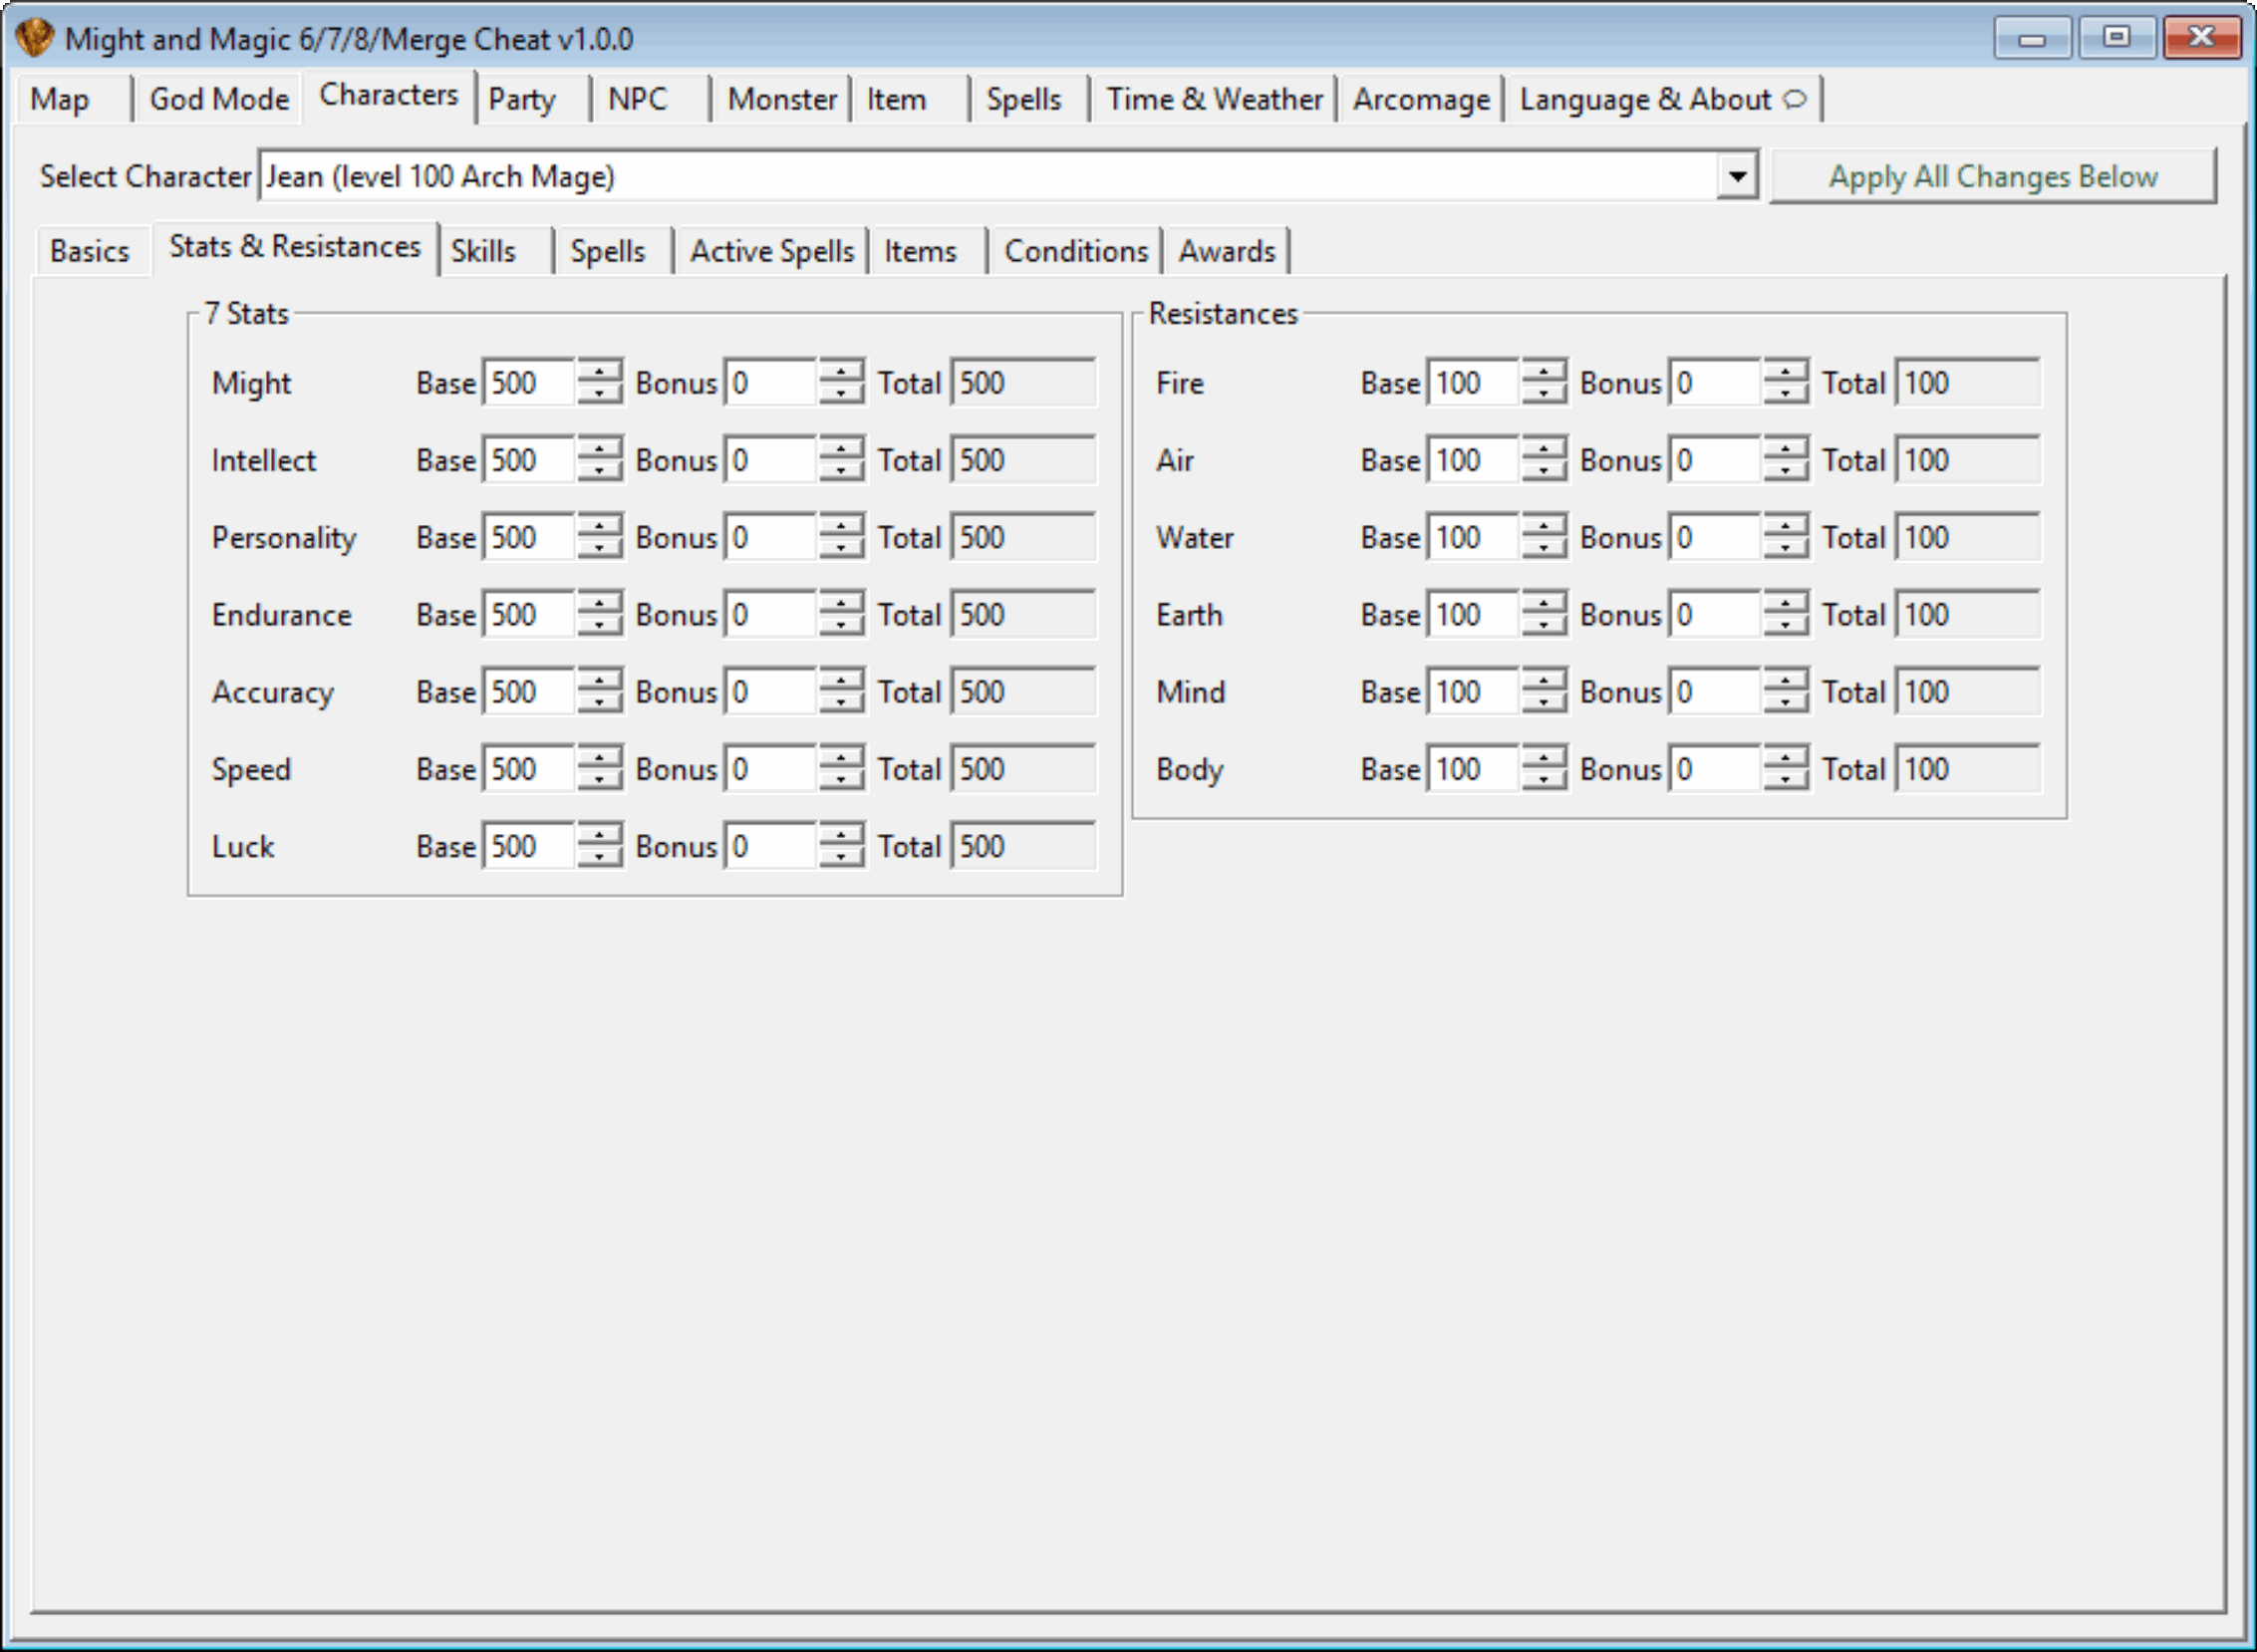 Might and Magic 6/7/8/Merge Cheat v1.0.0
Map God Mode Characters Party NPC Monster Item Spells Time & Weather Arcomage Language & About
Select Character Jean (level 100 Arch Mage) Apply All Changes Below
Basics Stats & Resistances Skills Spells Active Spells Items Conditions Awards
7 Stats
Might Base 500 Bonus 0 Total 500
Intellect Base 500 Bonus 0 Total 500
Personality Base 500 Bonus 0 Total 500
Endurance Base 500 Bonus 0 Total 500
Accuracy Base 500 Bonus 0 Total 500
Speed Base 500 Bonus 0 Total 500
Luck Base 500 Bonus 0 Total 500
Resistances
Fire Base 100 Bonus 0 Total 100
Air Base 100 Bonus 0 Total 100
Water Base 100 Bonus 0 Total 100
Earth Base 100 Bonus 0 Total 100
Mind Base 100 Bonus 0 Total 100
Body Base 100 Bonus 0 Total 100